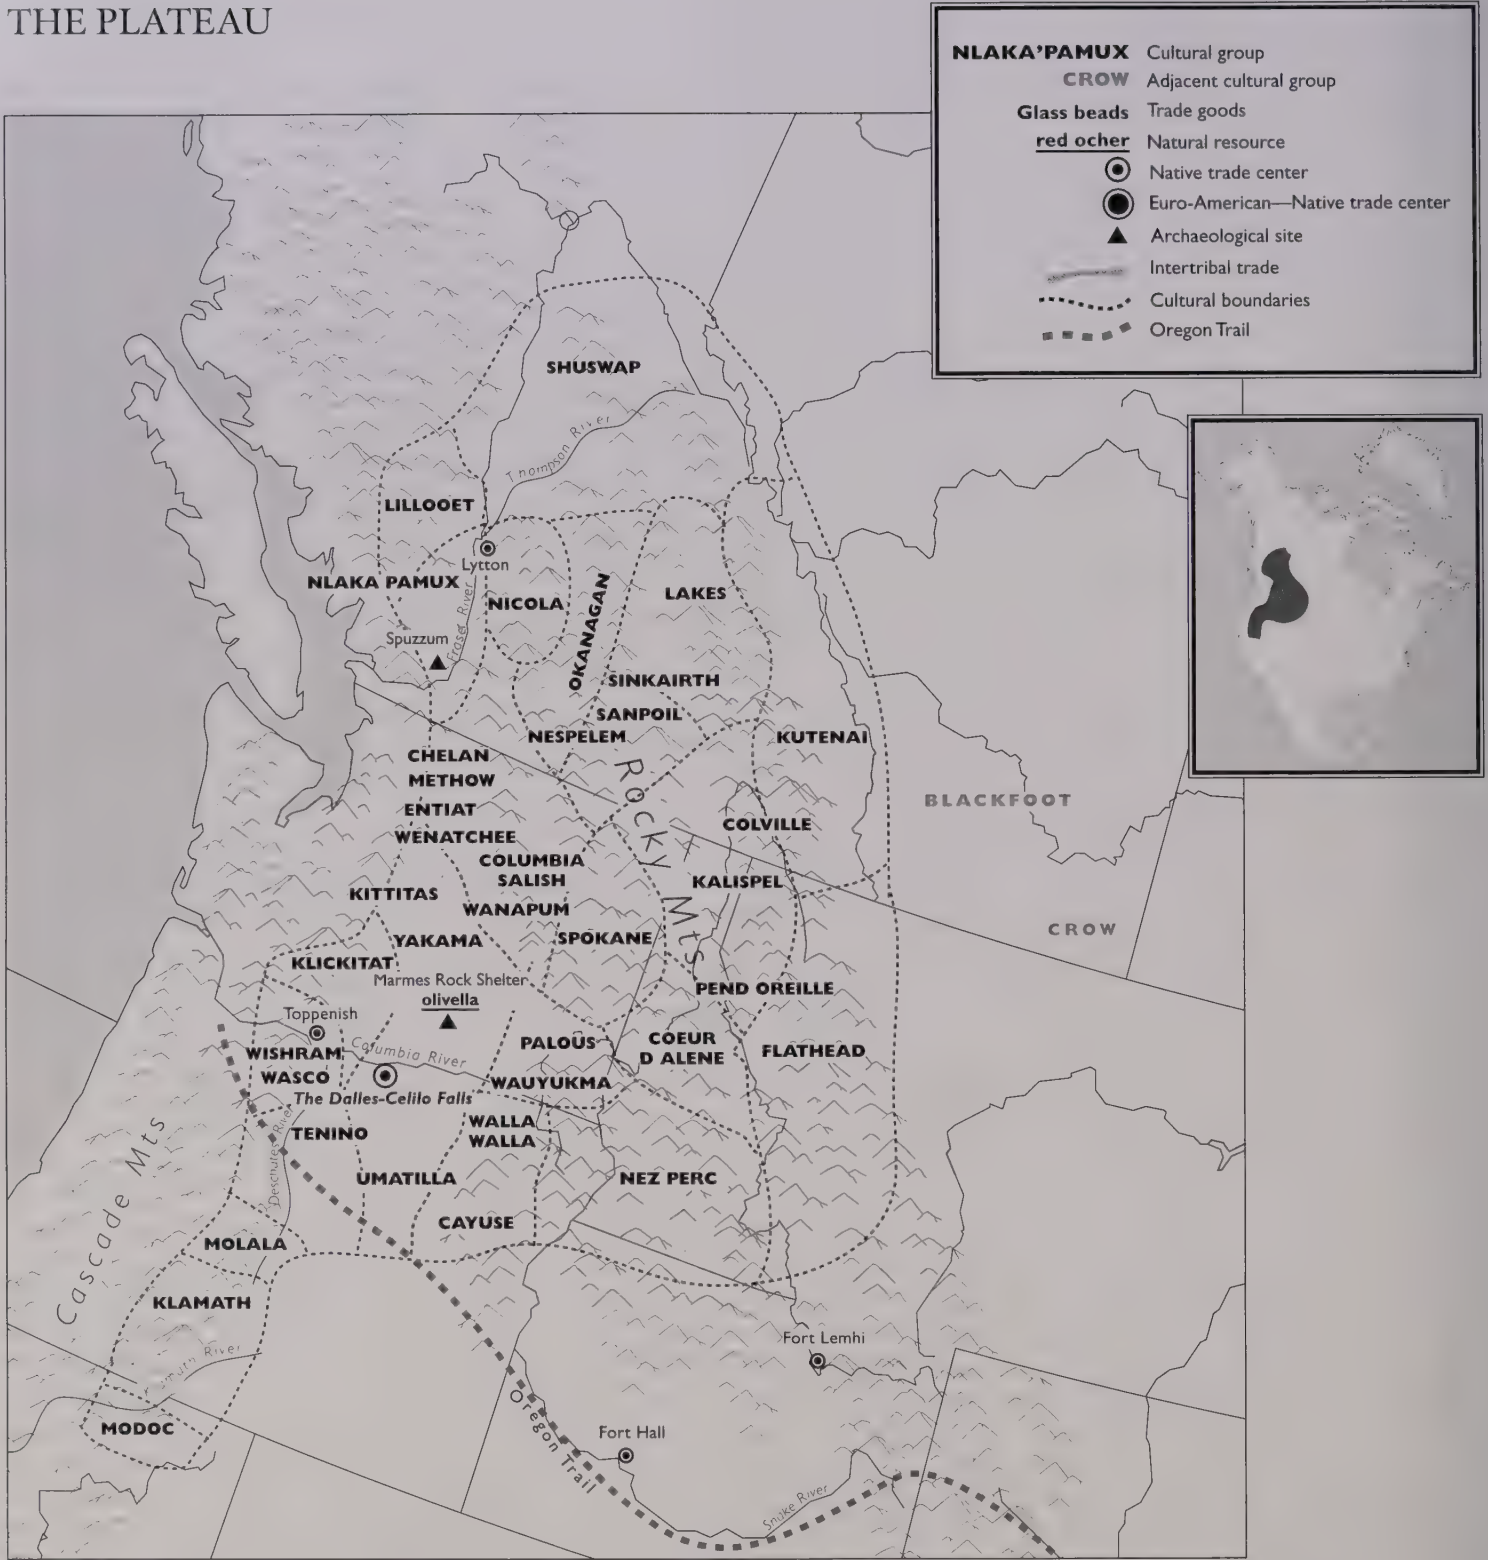 THE PLATEAU
NLAKA'PAMUX Cultural group
CROW Adjacent cultural group
Glass beads Trade goods
red ocher Natural resource
Native trade center
Euro-American—Native trade center
Archaeological site
Intertribal trade
Cultural boundaries
Oregon Trail
SHUSWAP
Thompson River
LILLOOET
Lytton
NLAKA PAMUX
NICOLA
OKANAGAN
LAKES
Fraser River
Spuzzum
SINKAIRTH
SANPOIL
NESPELEM
KUTENAI
CHELAN
METHOW
ENTIAT
WENATCHEE
Rocky Mts
BLACKFOOT
COLVILLE
COLUMBIA
SALISH
KALISPEL
KITTITAS
WANAPUM
CROW
YAKAMA
SPOKANE
KLICKITAT
Marmes Rock Shelter
olivella
PEND OREILLE
Toppenish
PALOUS
COEUR
D ALENE
FLATHEAD
WISHRAM
Columbia River
WASCO
WAUYUKMA
The Dalles-Celilo Falls
WALLA
WALLA
TENINO
Deschutes River
UMATILLA
NEZ PERC
CAYUSE
Cascade Mts
MOLALA
KLAMATH
Fort Lemhi
River
MODOC
Oregon Trail
Fort Hall
Snake River